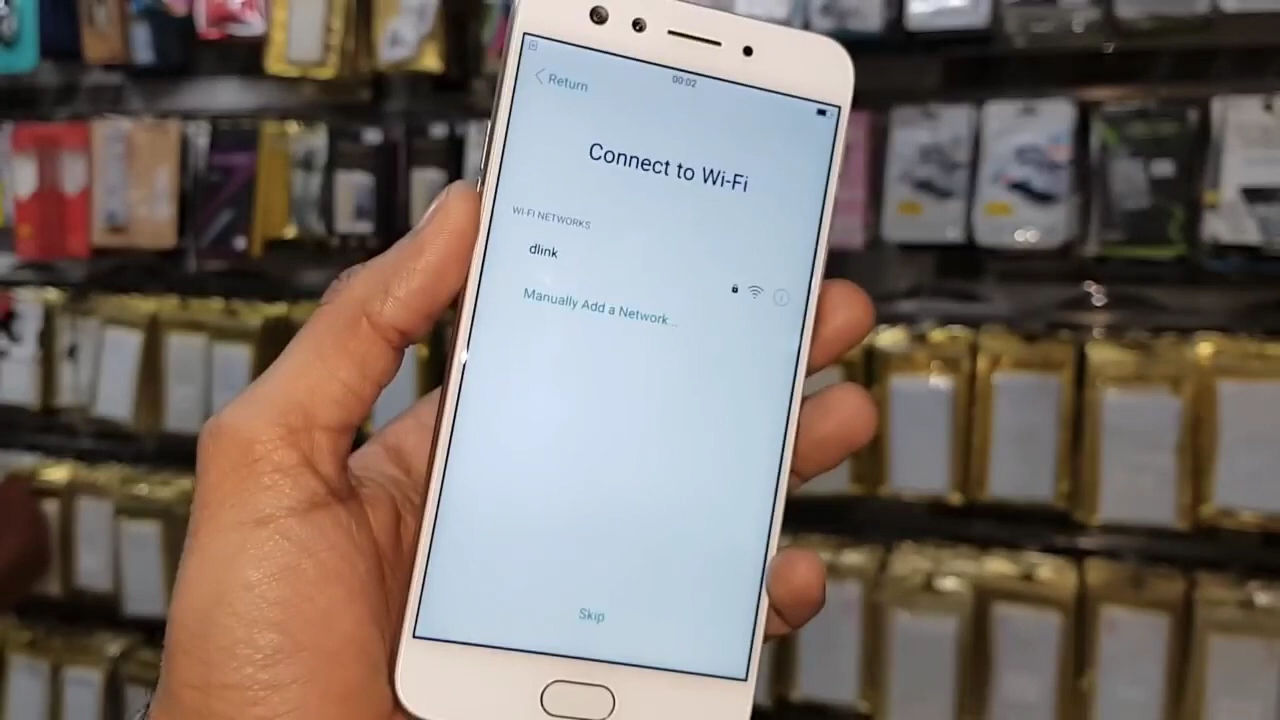 Return
00:02
Connect to Wi-Fi
WI-FI NETWORKS
dlink
Manually Add a Network...
Skip